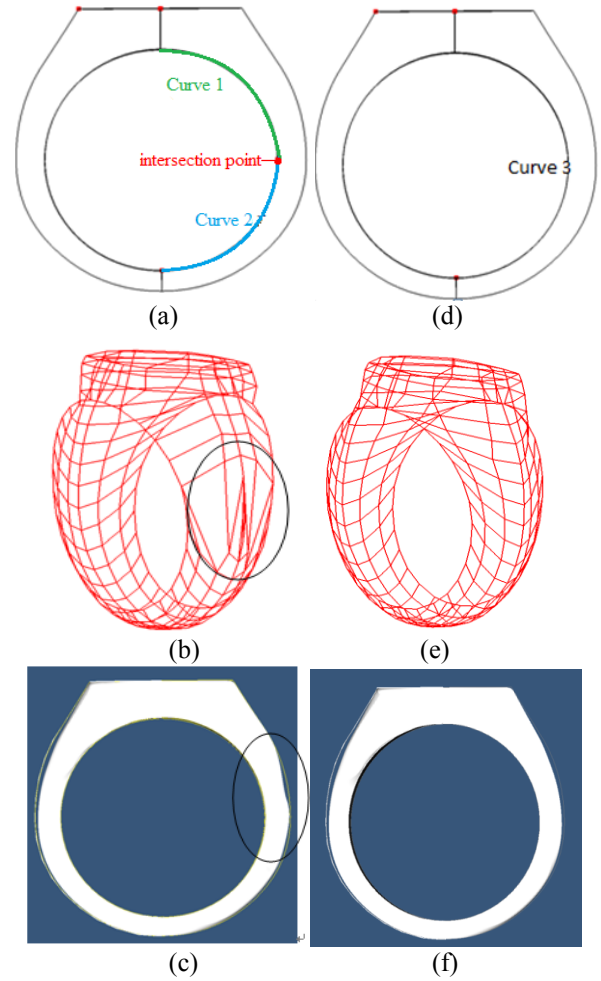 Curve 1
intersection point
Curve 2
Curve 3
(a)
(d)
(b)
(e)
(c)
(f)